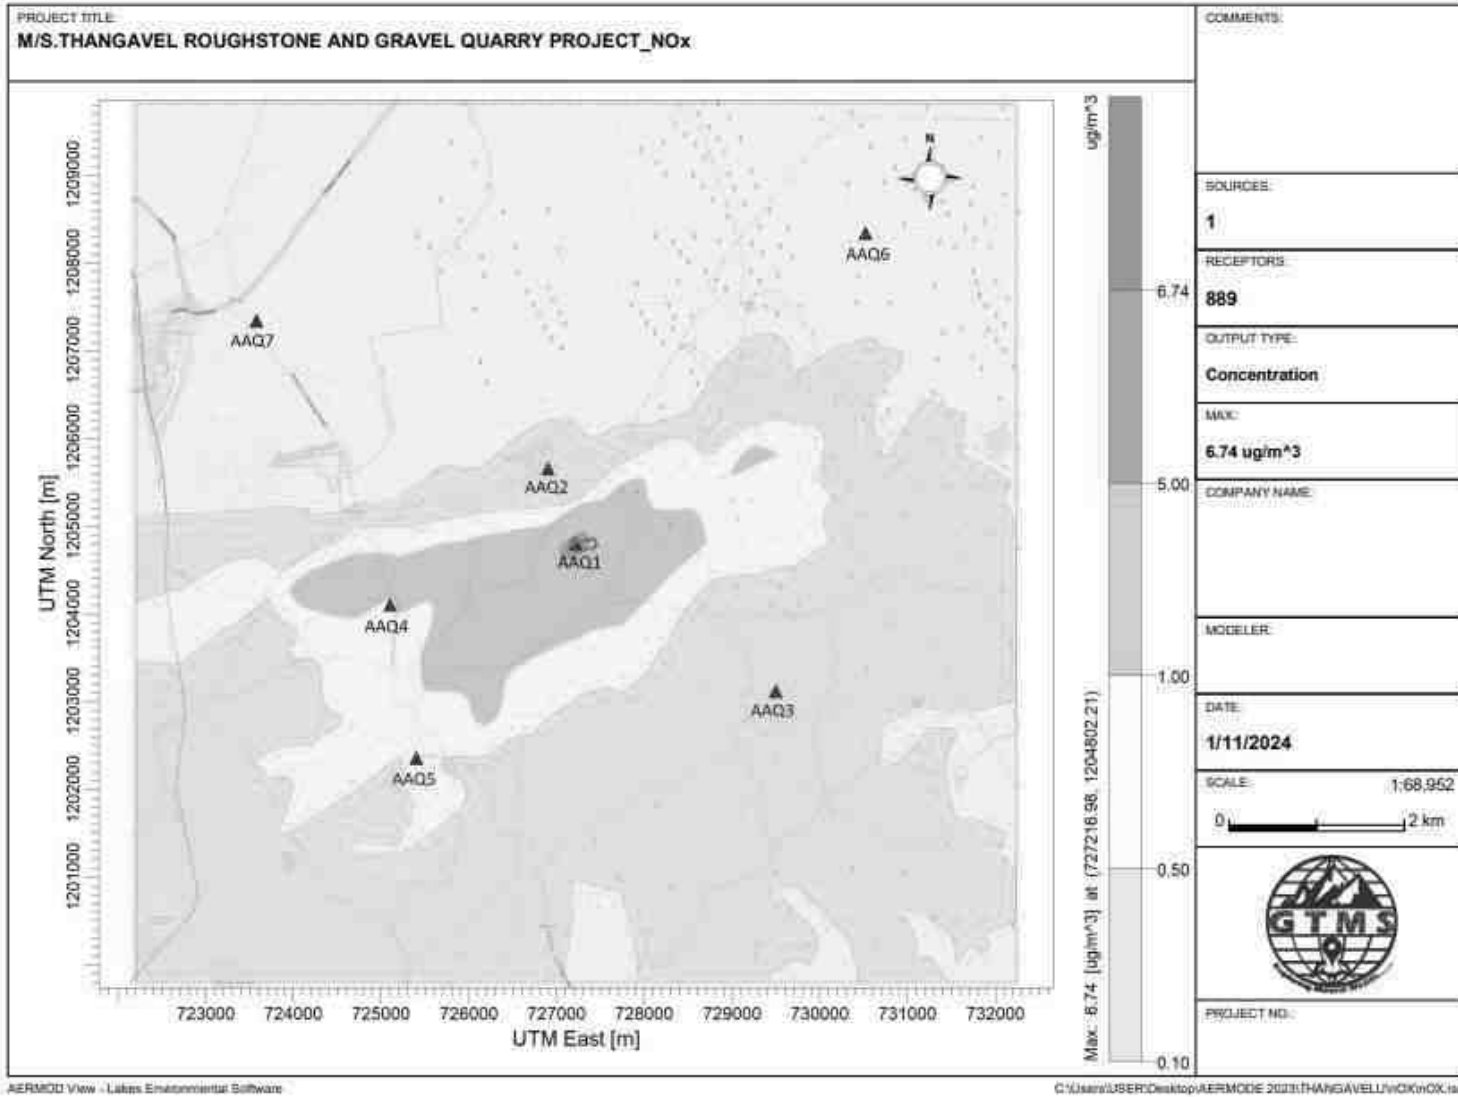 PROJECT TITLE:
M/S.THANGAVEL ROUGHSTONE AND GRAVEL QUARRY PROJECT_NOx
COMMENTS:
SOURCES:
1
RECEPTORS:
889
OUTPUT TYPE:
Concentration
MAX:
6.74 ug/m^3
COMPANY NAME:
MODELER:
DATE:
1/11/2024
SCALE: 1:68,952
0 2 km
GTMS
PROJECT NO.:
UTM North [m]
1209000
1208000
1207000
1206000
1205000
1204000
1203000
1202000
1201000
N
AAQ6
AAQ7
AAQ2
AAQ1
AAQ4
AAQ3
AAQ5
723000 724000 725000 726000 727000 728000 729000 730000 731000 732000
UTM East [m]
ug/m^3
6.74
5.00
1.00
0.50
0.10
Max: 6.74 [ug/m^3] at (727216.98, 1204802.21)
AERMOD View - Lakes Environmental Software